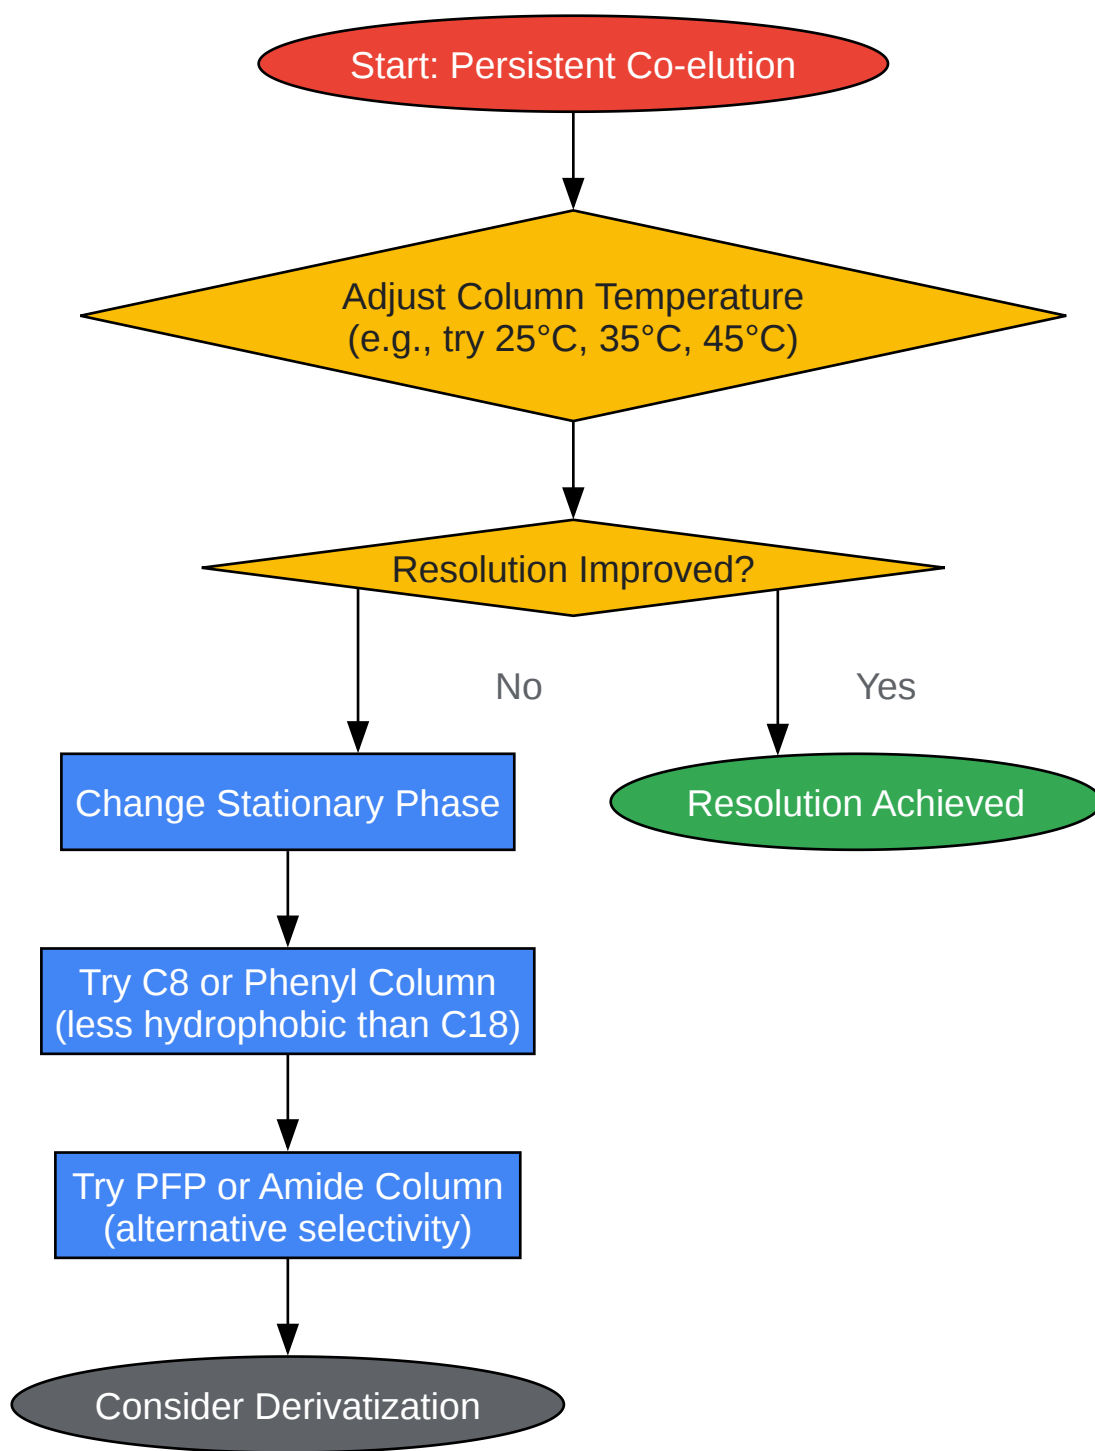 Start: Persistent Co-elution
Adjust Column Temperature
(e.g., try 25°C, 35°C, 45°C)
Resolution Improved?
No
Yes
Change Stationary Phase
Resolution Achieved
Try C8 or Phenyl Column
(less hydrophobic than C18)
Try PFP or Amide Column
(alternative selectivity)
Consider Derivatization